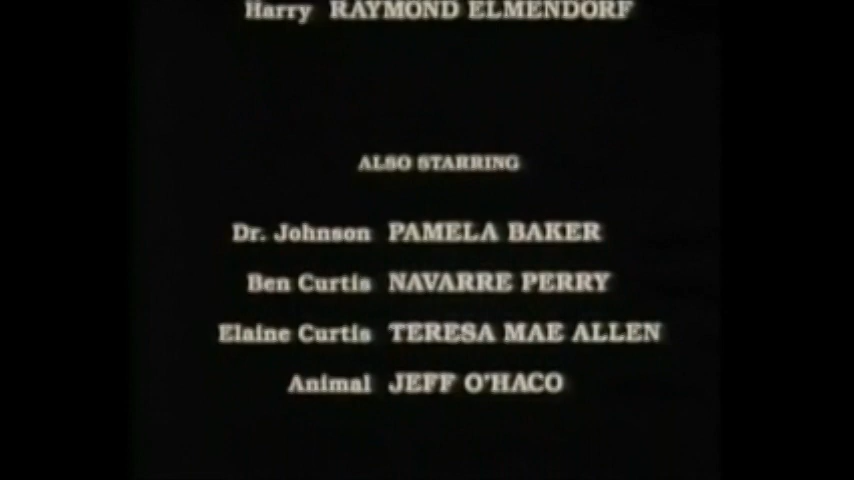 Harry RAYMOND ELMENDORF
ALSO STARRING
Dr. Johnson PAMELA BAKER
Ben Curtis NAVARRE PERRY
Elaine Curtis TERESA MAE ALLEN
Animal JEFF O'HACO